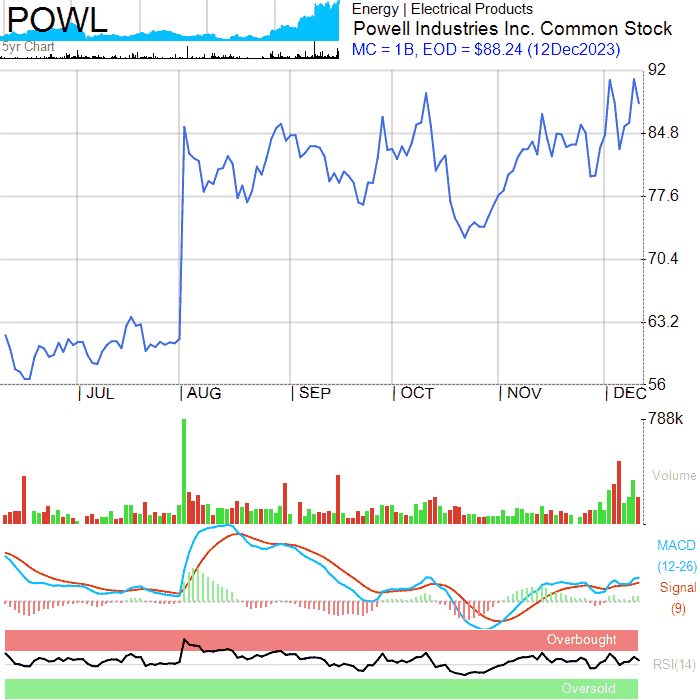 POWL
5yr Chart
Energy | Electrical Products
Powell Industries Inc. Common Stock
MC = 1B, EOD = $88.24 (12Dec2023)
92
84.8
77.6
70.4
63.2
56
JUL AUG SEP OCT NOV DEC
788k
Volume
MACD
(12-26)
Signal
(9)
Overbought
RSI(14)
Oversold